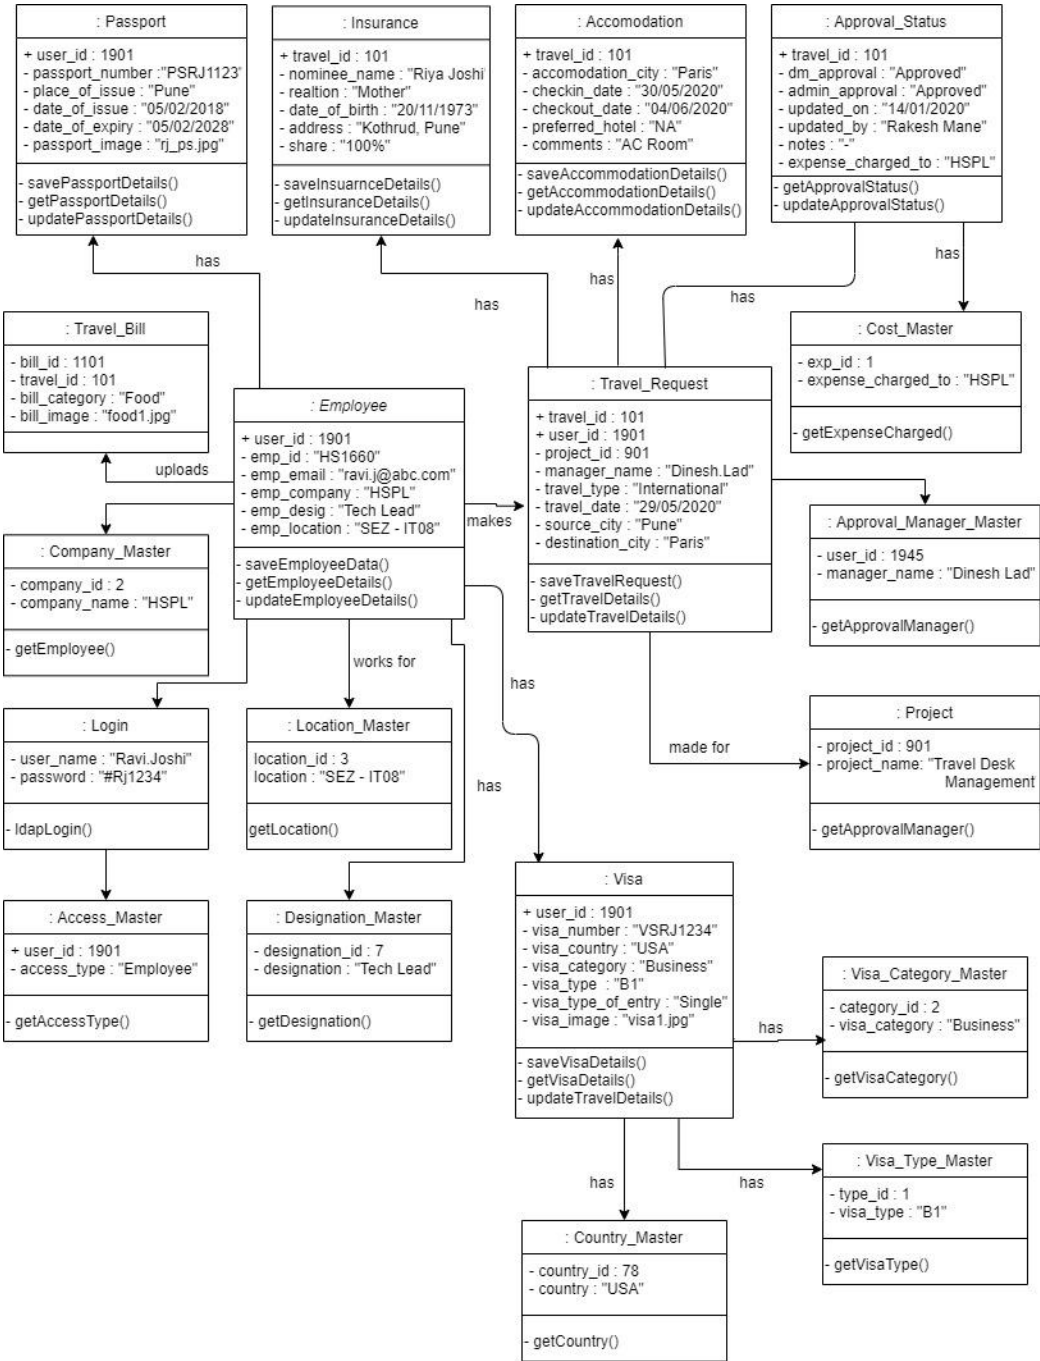 : Passport
+ user_id : 1901
- passport_number :"PSRJ1123"
- place_of_issue : "Pune"
- date_of_issue : "05/02/2018"
- date_of_expiry : "05/02/2028"
- passport_image : "rj_ps.jpg"
- savePassportDetails()
- getPassportDetails()
- updatePassportDetails()
: Insurance
+ travel_id : 101
- nominee_name : "Riya Joshi
- realtion : "Mother"
- date_of_birth : "20/11/1973"
- address : "Kothrud, Pune"
- share : "100%"
- saveInsuarnceDetails()
- getInsuranceDetails()
- updateInsuranceDetails()
: Accomodation
+ travel_id : 101
- accomodation_city : "Paris"
- checkin_date : "30/05/2020"
- checkout_date : "04/06/2020"
- preferred_hotel : "NA"
- comments : "AC Room"
- saveAccommodationDetails()
- getAccommodationDetails()
- updateAccommodationDetails()
: Approval_Status
+ travel_id : 101
- dm_approval : "Approved"
- admin_approval : "Approved"
- updated_on : "14/01/2020"
- updated_by : "Rakesh Mane"
- notes : "-"
- expense_charged_to : "HSPL"
- getApprovalStatus()
- updateApprovalStatus()
has
has
has
has
has
: Travel_Bill
- bill_id : 1101
- travel_id : 101
- bill_category : "Food"
- bill_image : "food1.jpg"
uploads
: Employee
+ user_id : 1901
- emp_id : "HS1660"
- emp_email : "ravi.j@abc.com"
- emp_company : "HSPL"
- emp_desig : "Tech Lead"
- emp_location : "SEZ - IT08"
- saveEmployeeData()
- getEmployeeDetails()
- updateEmployeeDetails()
makes
: Travel_Request
+ travel_id : 101
+ user_id : 1901
- project_id : 901
- manager_name : "Dinesh.Lad"
- travel_type : "International"
- travel_date : "29/05/2020"
- source_city : "Pune"
- destination_city : "Paris"
- saveTravelRequest()
- getTravelDetails()
- updateTravelDetails()
: Cost_Master
- exp_id : 1
- expense_charged_to : "HSPL"
- getExpenseCharged()
: Approval_Manager_Master
- user_id : 1945
- manager_name : "Dinesh Lad"
- getApprovalManager()
: Company_Master
- company_id : 2
- company_name : "HSPL"
- getEmployee()
works for
has
made for
: Login
- user_name : "Ravi.Joshi"
- password : "#Rj1234"
- ldapLogin()
: Location_Master
location_id : 3
location : "SEZ - IT08"
getLocation()
has
: Project
- project_id : 901
- project_name: "Travel Desk
Management
- getApprovalManager()
: Access_Master
+ user_id : 1901
- access_type : "Employee"
- getAccessType()
: Designation_Master
- designation_id : 7
- designation : "Tech Lead"
- getDesignation()
: Visa
+ user_id : 1901
- visa_number : "VSRJ1234"
- visa_country : "USA"
- visa_category : "Business"
- visa_type : "B1"
- visa_type_of_entry : "Single"
- visa_image : "visa1.jpg"
- saveVisaDetails()
- getVisaDetails()
- updateTravelDetails()
has
: Visa_Category_Master
- category_id : 2
- visa_category : "Business"
- getVisaCategory()
has
has
: Visa_Type_Master
- type_id : 1
- visa_type : "B1"
- getVisaType()
: Country_Master
- country_id : 78
- country : "USA"
- getCountry()